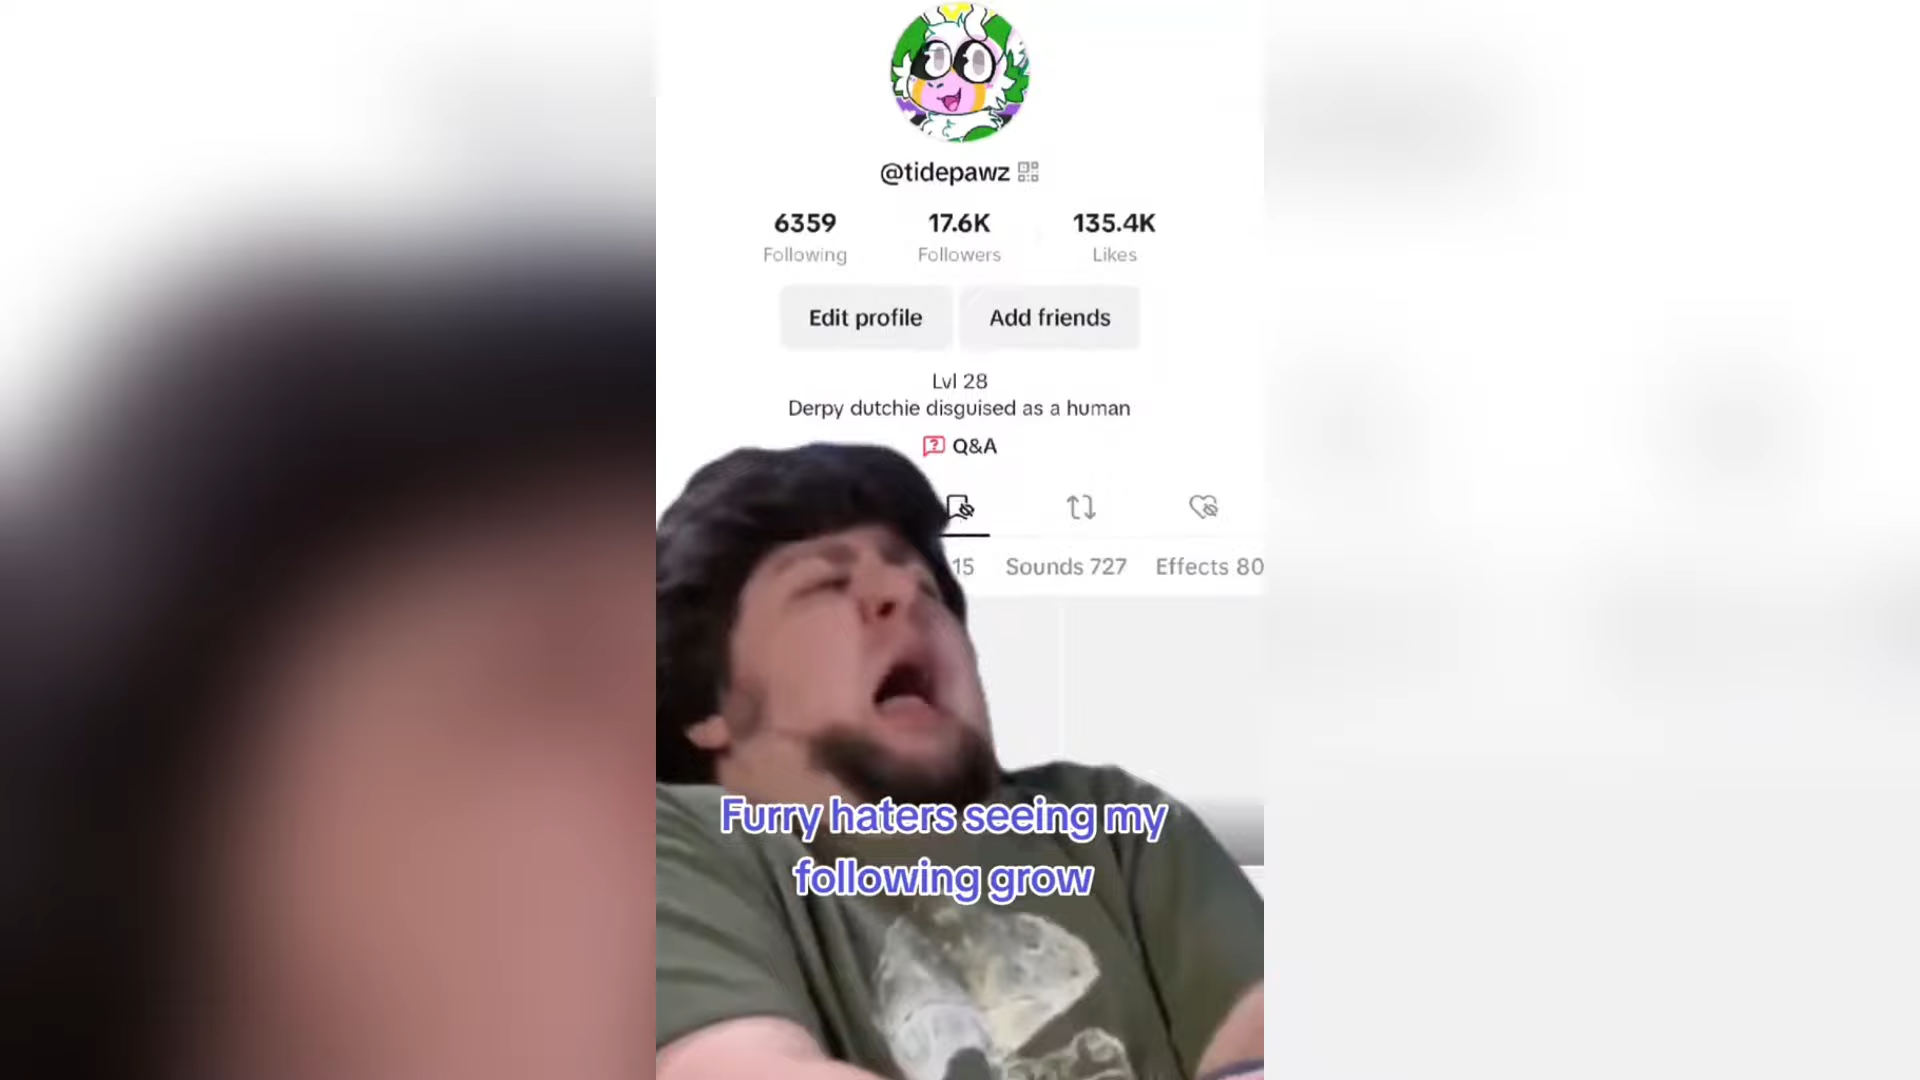 @tidepawz
6359 17.6K 135.4K
Following Followers Likes
Edit profile Add friends
Lvl 28
Derpy dutchie disguised as a human
Q&A
15 Sounds 727 Effects 80
Furry haters seeing my
following grow